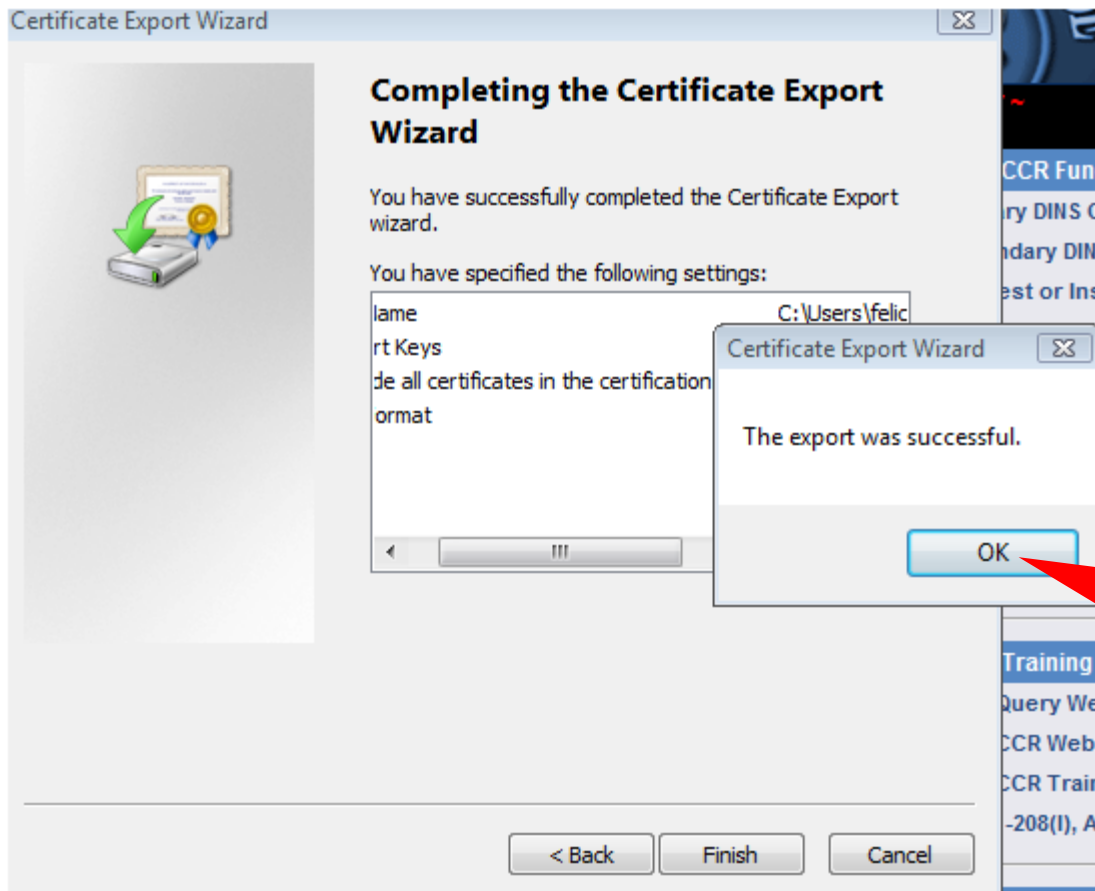 Certificate Export Wizard
Completing the Certificate Export
Wizard
You have successfully completed the Certificate Export
wizard.
You have specified the following settings:
lame C:\Users\felic
rt Keys
de all certificates in the certification
ormat
Certificate Export Wizard
The export was successful.
OK
< Back Finish Cancel
~
CCR Fun
ry DINS
ndary DIN
est or Ins
Training
Query We
CCR Web
CCR Train
-208(I), A